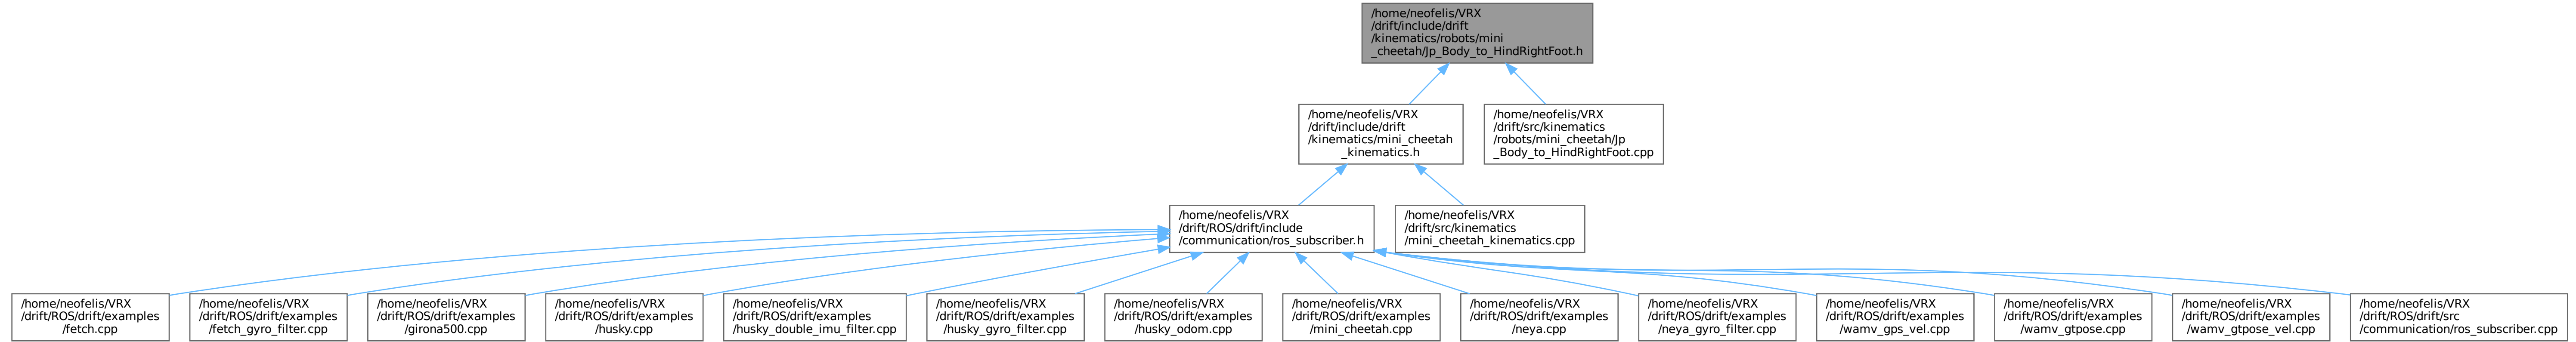 /home/neofelis/VRX
/drift/include/drift
/kinematics/robots/mini
_cheetah/Jp_Body_to_HindRightFoot.h
/home/neofelis/VRX
/drift/include/drift
/kinematics/mini_cheetah
_kinematics.h
/home/neofelis/VRX
/drift/src/kinematics
/robots/mini_cheetah/Jp
_Body_to_HindRightFoot.cpp
/home/neofelis/VRX
/drift/ROS/drift/include
/communication/ros_subscriber.h
/home/neofelis/VRX
/drift/src/kinematics
/mini_cheetah_kinematics.cpp
/home/neofelis/VRX
/drift/ROS/drift/examples
/fetch.cpp
/home/neofelis/VRX
/drift/ROS/drift/examples
/fetch_gyro_filter.cpp
/home/neofelis/VRX
/drift/ROS/drift/examples
/girona500.cpp
/home/neofelis/VRX
/drift/ROS/drift/examples
/husky.cpp
/home/neofelis/VRX
/drift/ROS/drift/examples
/husky_double_imu_filter.cpp
/home/neofelis/VRX
/drift/ROS/drift/examples
/husky_gyro_filter.cpp
/home/neofelis/VRX
/drift/ROS/drift/examples
/husky_odom.cpp
/home/neofelis/VRX
/drift/ROS/drift/examples
/mini_cheetah.cpp
/home/neofelis/VRX
/drift/ROS/drift/examples
/neya.cpp
/home/neofelis/VRX
/drift/ROS/drift/examples
/neya_gyro_filter.cpp
/home/neofelis/VRX
/drift/ROS/drift/examples
/wamv_gps_vel.cpp
/home/neofelis/VRX
/drift/ROS/drift/examples
/wamv_gtpose.cpp
/home/neofelis/VRX
/drift/ROS/drift/examples
/wamv_gtpose_vel.cpp
/home/neofelis/VRX
/drift/ROS/drift/src
/communication/ros_subscriber.cpp